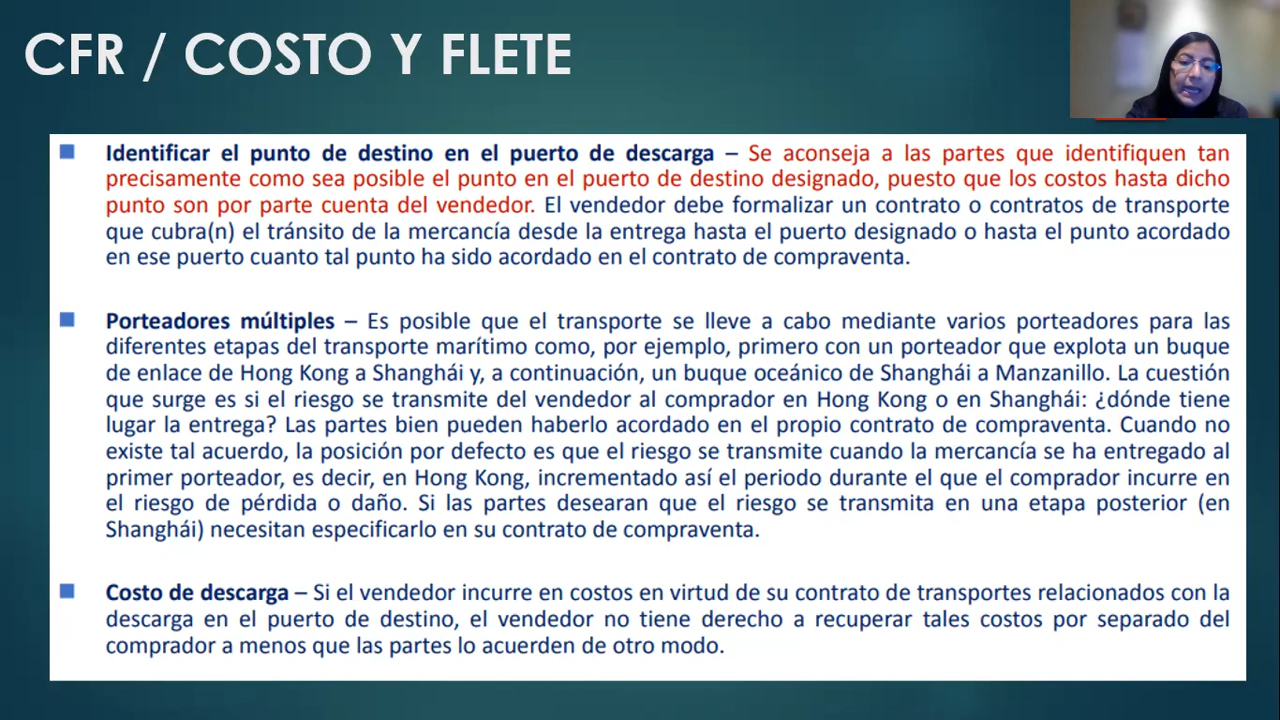 CFR / COSTO Y FLETE
Identificar el punto de destino en el puerto de descarga – Se aconseja a las partes que identifiquen tan
precisamente como sea posible el punto en el puerto de destino designado, puesto que los costos hasta dicho
punto son por parte cuenta del vendedor. El vendedor debe formalizar un contrato o contratos de transporte
que cubra(n) el tránsito de la mercancía desde la entrega hasta el puerto designado o hasta el punto acordado
en ese puerto cuanto tal punto ha sido acordado en el contrato de compraventa.
Porteadores múltiples – Es posible que el transporte se lleve a cabo mediante varios porteadores para las
diferentes etapas del transporte marítimo como, por ejemplo, primero con un porteador que explota un buque
de enlace de Hong Kong a Shanghái y, a continuación, un buque oceánico de Shanghái a Manzanillo. La cuestión
que surge es si el riesgo se transmite del vendedor al comprador en Hong Kong o en Shanghái: ¿dónde tiene
lugar la entrega? Las partes bien pueden haberlo acordado en el propio contrato de compraventa. Cuando no
existe tal acuerdo, la posición por defecto es que el riesgo se transmite cuando la mercancía se ha entregado al
primer porteador, es decir, en Hong Kong, incrementado así el periodo durante el que el comprador incurre en
el riesgo de pérdida o daño. Si las partes desearan que el riesgo se transmita en una etapa posterior (en
Shanghái) necesitan especificarlo en su contrato de compraventa.
Costo de descarga – Si el vendedor incurre en costos en virtud de su contrato de transportes relacionados con la
descarga en el puerto de destino, el vendedor no tiene derecho a recuperar tales costos por separado del
comprador a menos que las partes lo acuerden de otro modo.